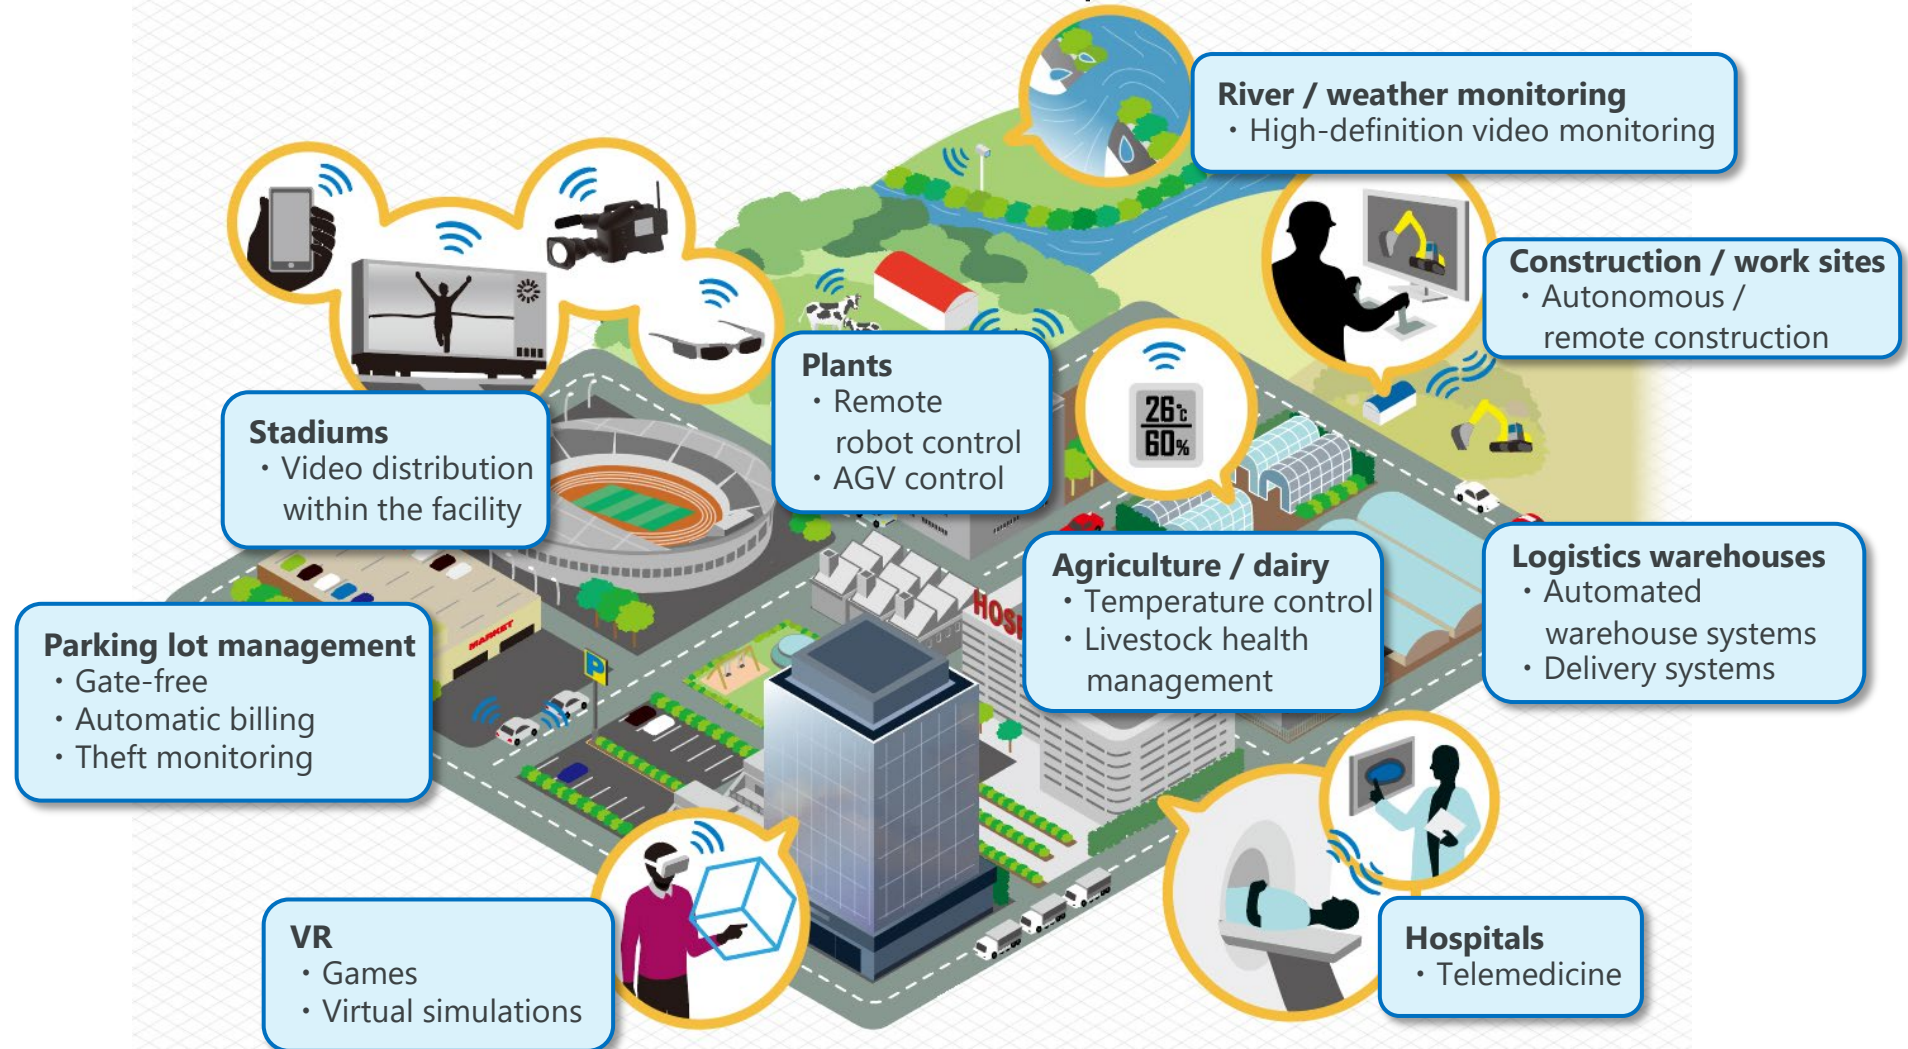 River / weather monitoring
・High-definition video monitoring
Construction / work sites
・Autonomous /
remote construction
Plants
・Remote
robot control
・AGV control
26℃
60%
Stadiums
・Video distribution
within the facility
Agriculture / dairy
・Temperature control
・Livestock health
management
Logistics warehouses
・Automated
warehouse systems
・Delivery systems
Parking lot management
・Gate-free
・Automatic billing
・Theft monitoring
MARKET
P
VR
・Games
・Virtual simulations
Hospitals
・Telemedicine